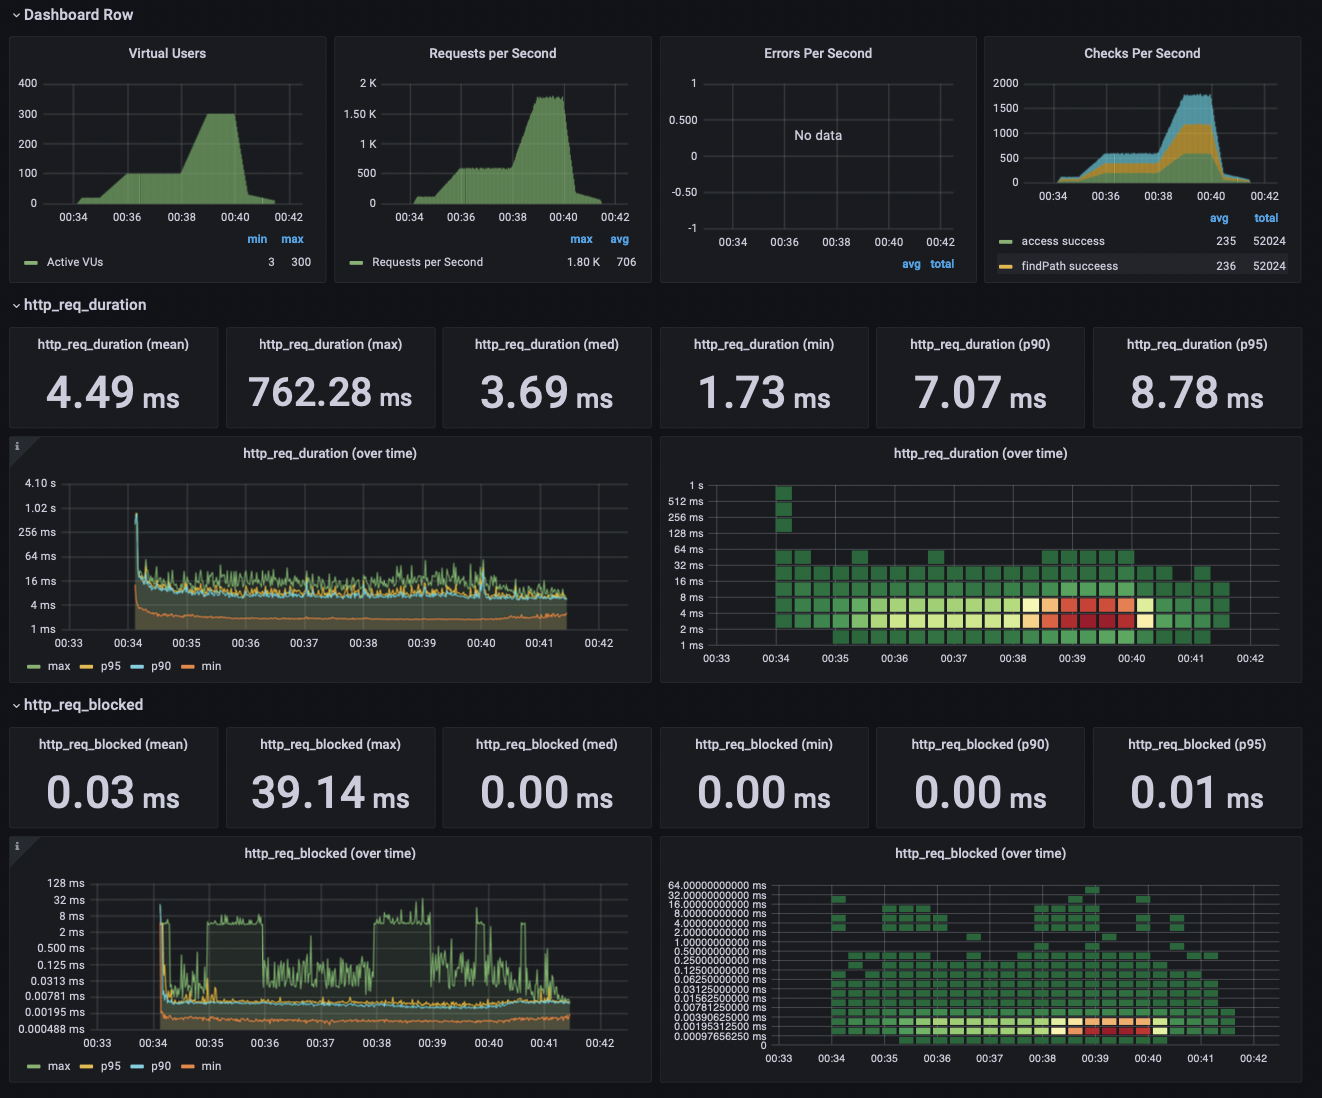 Dashboard Row
Virtual Users
400
300
200
100
0
00:34 00:36 00:38 00:40 00:42
min max
Active VUs 3 300
Requests per Second
2 K
1.50 K
1 K
500
0
00:34 00:36 00:38 00:40 00:42
max avg
Requests per Second 1.80 K 706
Errors Per Second
1
0.500
0
-0.50
-1
No data
00:34 00:36 00:38 00:40 00:42
avg total
Checks Per Second
2000
1500
1000
500
0
00:34 00:36 00:38 00:40 00:42
avg total
access success 235 52024
findPath succeess 236 52024
http_req_duration
http_req_duration (mean)
4.49 ms
http_req_duration (max)
762.28 ms
http_req_duration (med)
3.69 ms
http_req_duration (min)
1.73 ms
http_req_duration (p90)
7.07 ms
http_req_duration (p95)
8.78 ms
i
http_req_duration (over time)
4.10 s
1.02 s
256 ms
64 ms
16 ms
4 ms
1 ms
00:33 00:34 00:35 00:36 00:37 00:38 00:39 00:40 00:41 00:42
max p95 p90 min
http_req_duration (over time)
1 s
512 ms
256 ms
128 ms
64 ms
32 ms
16 ms
8 ms
4 ms
2 ms
1 ms
00:33 00:34 00:35 00:36 00:37 00:38 00:39 00:40 00:41 00:42
http_req_blocked
http_req_blocked (mean)
0.03 ms
http_req_blocked (max)
39.14 ms
http_req_blocked (med)
0.00 ms
http_req_blocked (min)
0.00 ms
http_req_blocked (p90)
0.00 ms
http_req_blocked (p95)
0.01 ms
i
http_req_blocked (over time)
128 ms
32 ms
8 ms
2 ms
0.500 ms
0.125 ms
0.0313 ms
0.00781 ms
0.00195 ms
0.000488 ms
00:33 00:34 00:35 00:36 00:37 00:38 00:39 00:40 00:41 00:42
max p95 p90 min
http_req_blocked (over time)
64.00000000000 ms
32.00000000000 ms
16.00000000000 ms
8.00000000000 ms
4.00000000000 ms
2.00000000000 ms
1.00000000000 ms
0.50000000000 ms
0.25000000000 ms
0.12500000000 ms
0.06250000000 ms
0.03125000000 ms
0.01562500000 ms
0.00781250000 ms
0.00390625000 ms
0.00195312500 ms
0.00097656250 ms
0
00:33 00:34 00:35 00:36 00:37 00:38 00:39 00:40 00:41 00:42